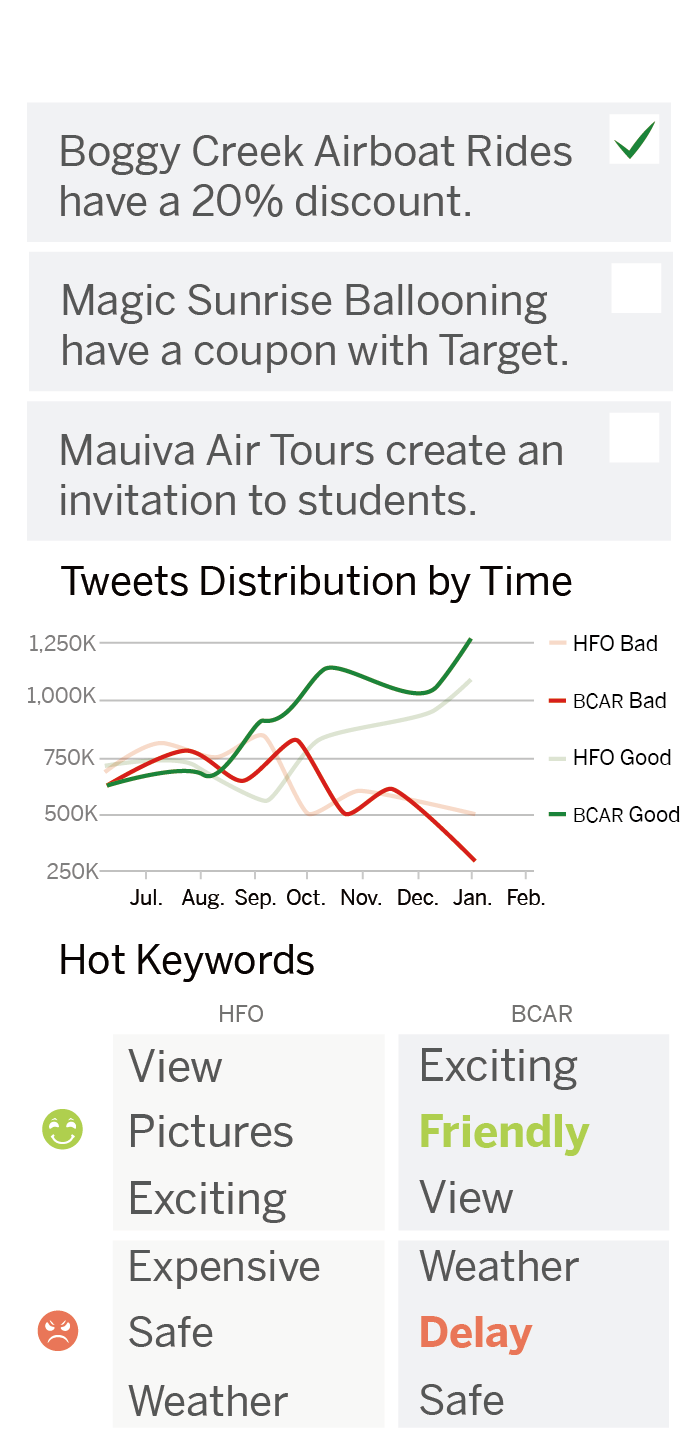 Boggy Creek Airboat Rides
have a 20% discount.
Magic Sunrise Ballooning
have a coupon with Target.
Mauiva Air Tours create an
invitation to students.
Tweets Distribution by Time
1,250K
1,000K
750K
500K
250K
HFO Bad
BCAR Bad
HFO Good
BCAR Good
Jul. Aug. Sep. Oct. Nov. Dec. Jan. Feb.
Hot Keywords
HFO BCAR
View Exciting
Pictures Friendly
Exciting View
Expensive Weather
Safe Delay
Weather Safe